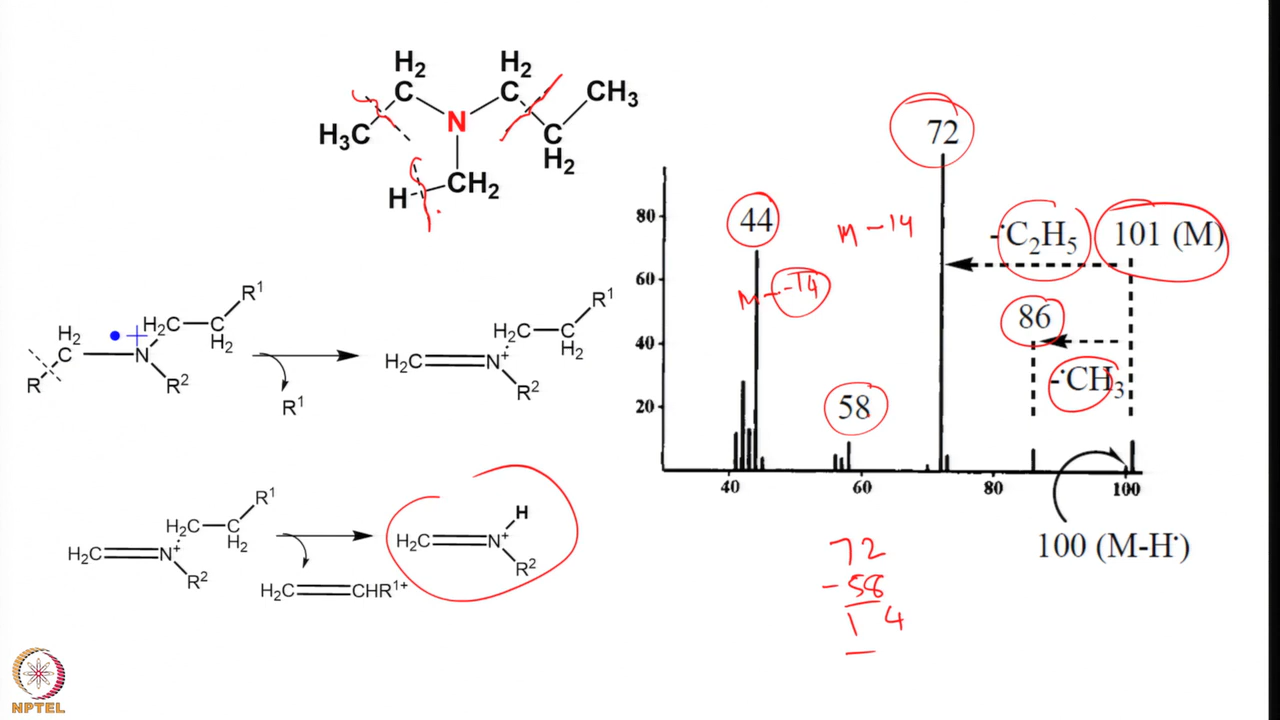 H2 H2
C C CH3
N
H3C C
H2
H CH2
72
44
M -14
-•C2H5 101 (M)
M - -14
86
-•CH3
58
80
60
40
20
40 60 80 100
100 (M-H•)
R1
H2 • + H2C C
C N H2
R R2
R1
R1
H2C C
H2C N+ H2
R2
R1
H2C C
H2C N+ H2
R2
H2C CHR1+
H
H2C N+
R2
72
-58
14
NPTEL